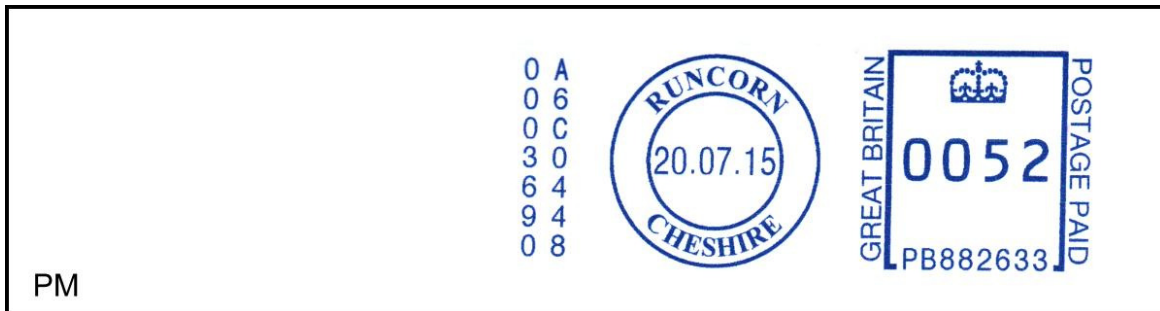 0 A
0 6
0 C
3 0
6 4
9 4
0 8
RUNCORN
20.07.15
CHESHIRE
GREAT BRITAIN
0052
PB882633
POSTAGE PAID
PM